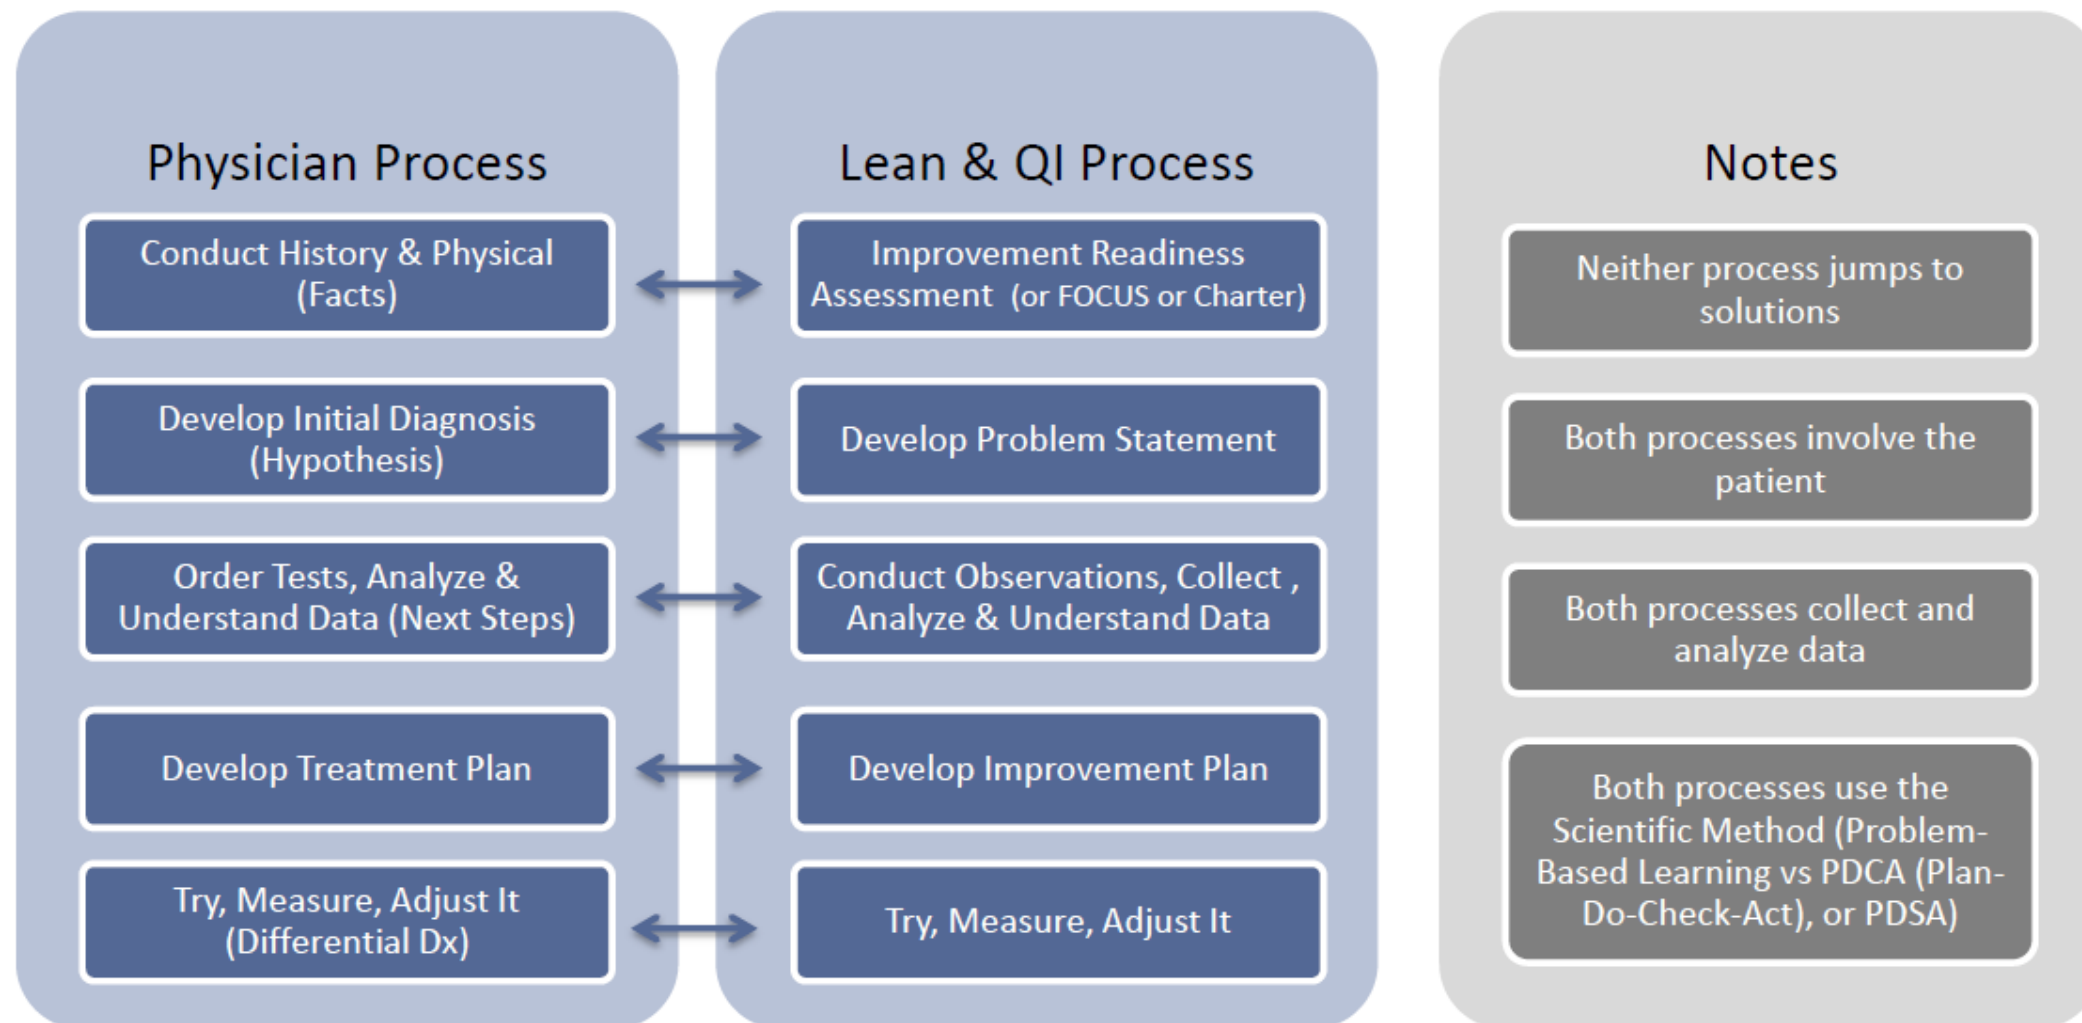 Physician Process
Conduct History & Physical
(Facts)
Develop Initial Diagnosis
(Hypothesis)
Order Tests, Analyze &
Understand Data (Next Steps)
Develop Treatment Plan
Try, Measure, Adjust It
(Differential Dx)
Lean & QI Process
Improvement Readiness
Assessment (or FOCUS or Charter)
Develop Problem Statement
Conduct Observations, Collect ,
Analyze & Understand Data
Develop Improvement Plan
Try, Measure, Adjust It
Notes
Neither process jumps to
solutions
Both processes involve the
patient
Both processes collect and
analyze data
Both processes use the
Scientific Method (Problem-
Based Learning vs PDCA (Plan-
Do-Check-Act), or PDSA)